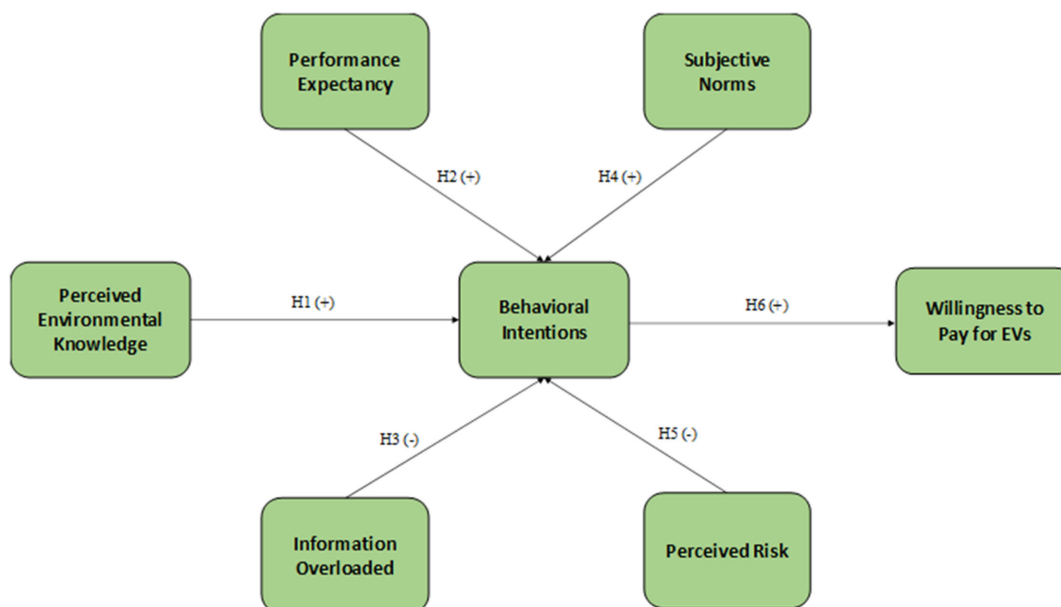 Performance
Expectancy
Subjective
Norms
H2 (+)
H4 (+)
Perceived
Environmental
Knowledge
H1 (+)
Behavioral
Intentions
H6 (+)
Willingness to
Pay for EVs
H3 (-)
H5 (-)
Information
Overloaded
Perceived Risk